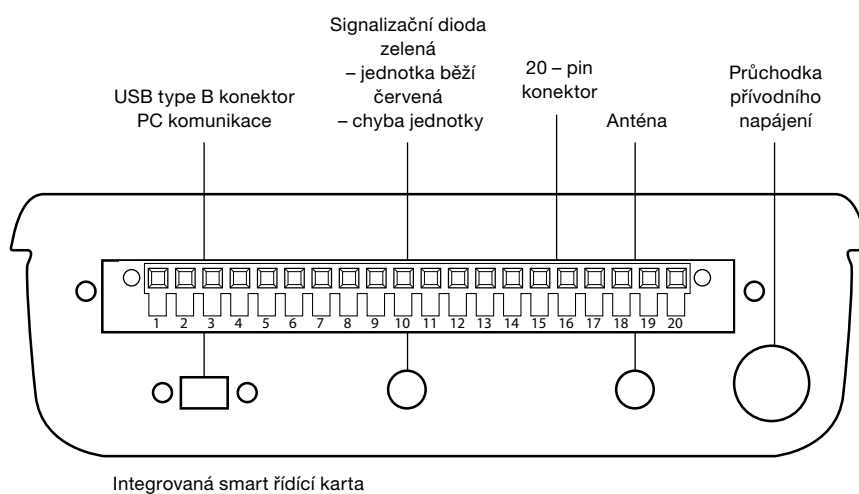 Signalizační dioda
zelená
– jednotka běží
červená
– chyba jednotky
USB type B konektor
PC komunikace
20 – pin
konektor
Anténa
Průchodka
přívodního
napájení
1 2 3 4 5 6 7 8 9 10 11 12 13 14 15 16 17 18 19 20
Integrovaná smart řídící karta